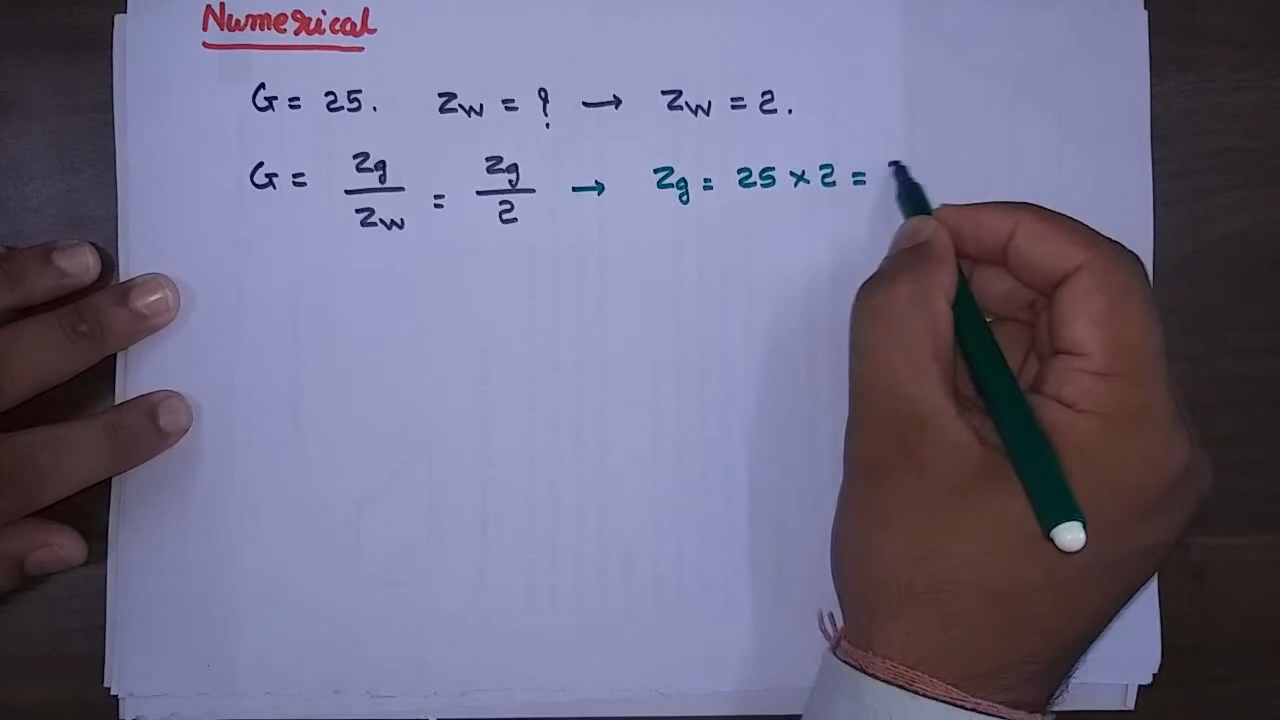 Numerical
G = 25. Zw = ? → Zw = 2.
G = Zg/Zw = Zg/2 → Zg = 25 × 2 =